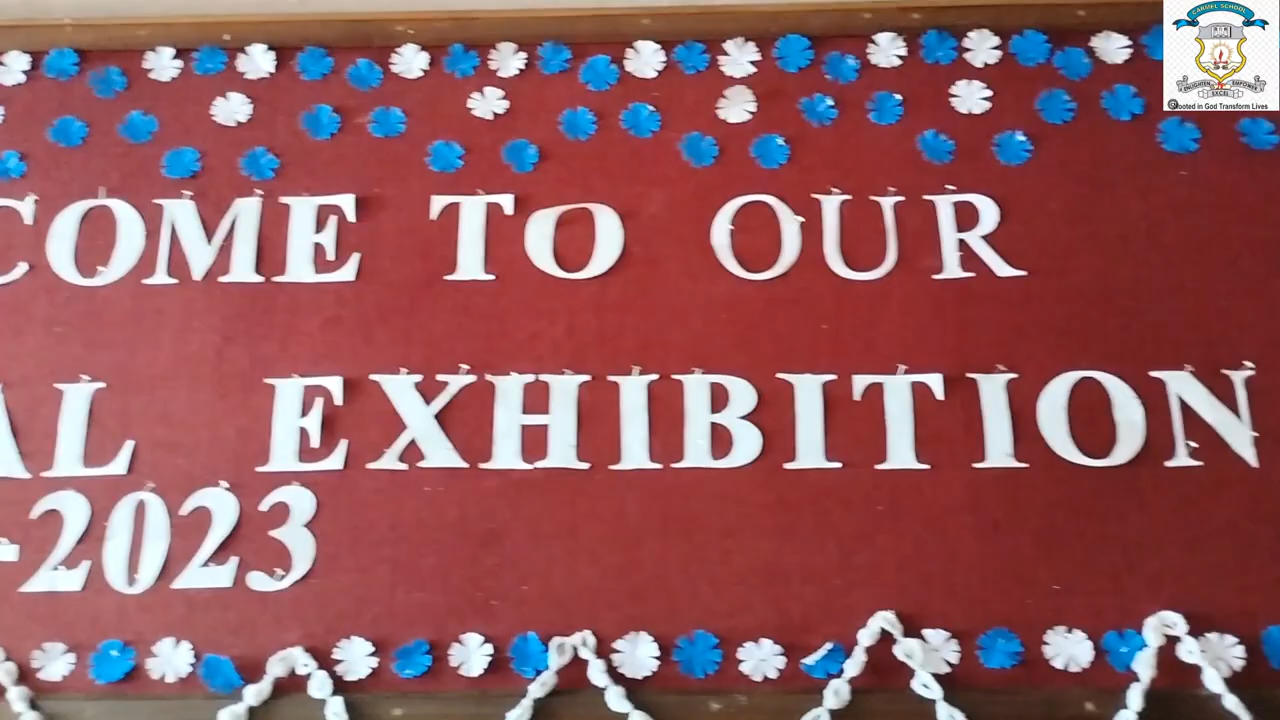 CARMEL SCHOOL
ENLIGHTEN EMPOWER
EXCEL
Rooted in God Transform Lives
COME TO OUR
AL EXHIBITION
-2023